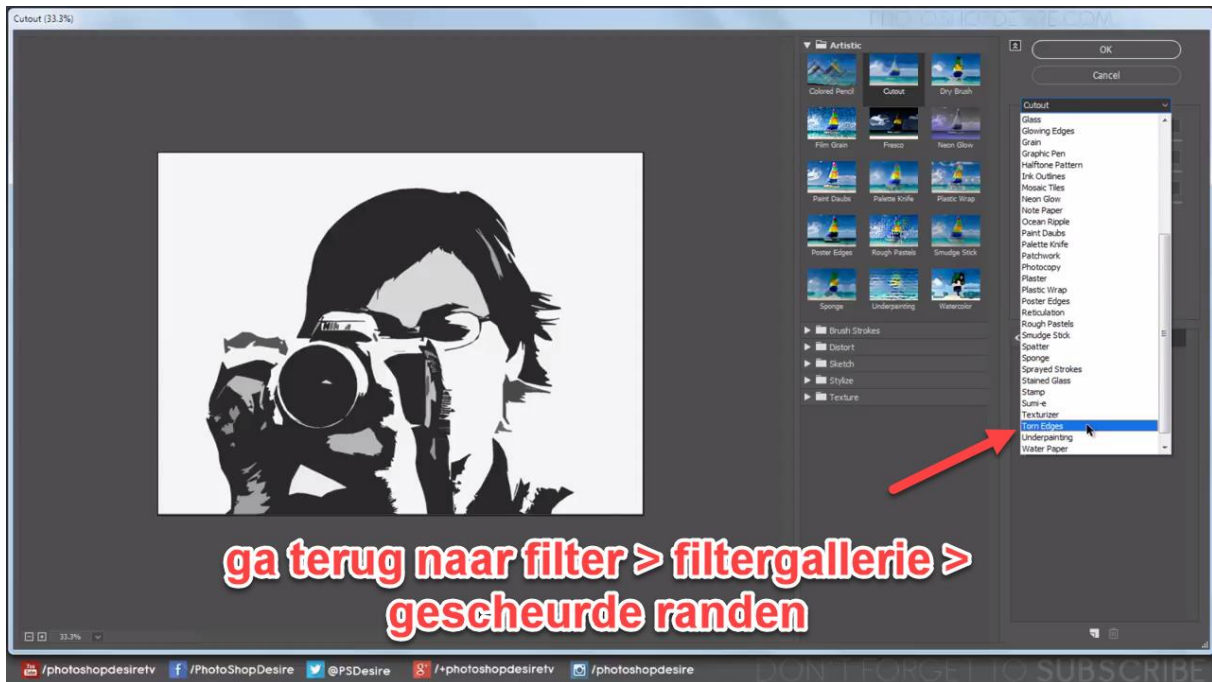 Cutout (33.3%)
PHOTOSHOPDESIRE.COM
Artistic
Colored Pencil
Cutout
Dry Brush
Film Grain
Fresco
Neon Glow
Paint Daubs
Palette Knife
Plastic Wrap
Poster Edges
Rough Pastels
Smudge Stick
Sponge
Underpainting
Watercolor
Brush Strokes
Distort
Sketch
Stylize
Texture
OK
Cancel
Cutout
Glass
Glowing Edges
Grain
Graphic Pen
Halftone Pattern
Ink Outlines
Mosaic Tiles
Neon Glow
Note Paper
Ocean Ripple
Paint Daubs
Palette Knife
Patchwork
Photocopy
Plaster
Plastic Wrap
Poster Edges
Reticulation
Rough Pastels
Smudge Stick
Spatter
Sponge
Sprayed Strokes
Stained Glass
Stamp
Sumi-e
Texturizer
Torn Edges
Underpainting
Water Paper
ga terug naar filter > filtergallerie >
gescheurde randen
33.3%
/photoshopdesiretv /PhotoShopDesire @PSDesire /+photoshopdesiretv /photoshopdesire
DON'T FORGET TO SUBSCRIBE